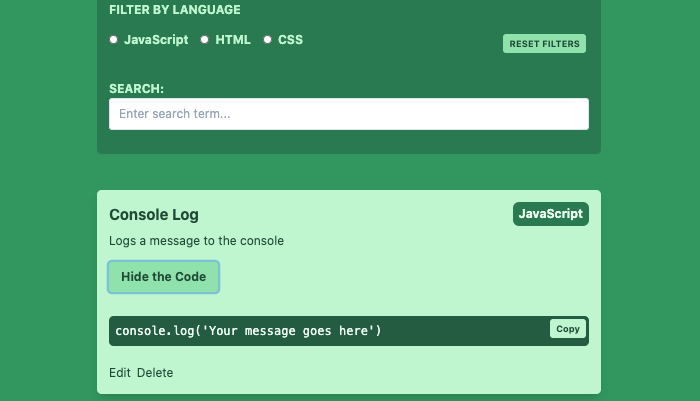 FILTER BY LANGUAGE
JavaScript HTML CSS RESET FILTERS
SEARCH:
Enter search term...
Console Log JavaScript
Logs a message to the console
Hide the Code
console.log('Your message goes here') Copy
Edit Delete